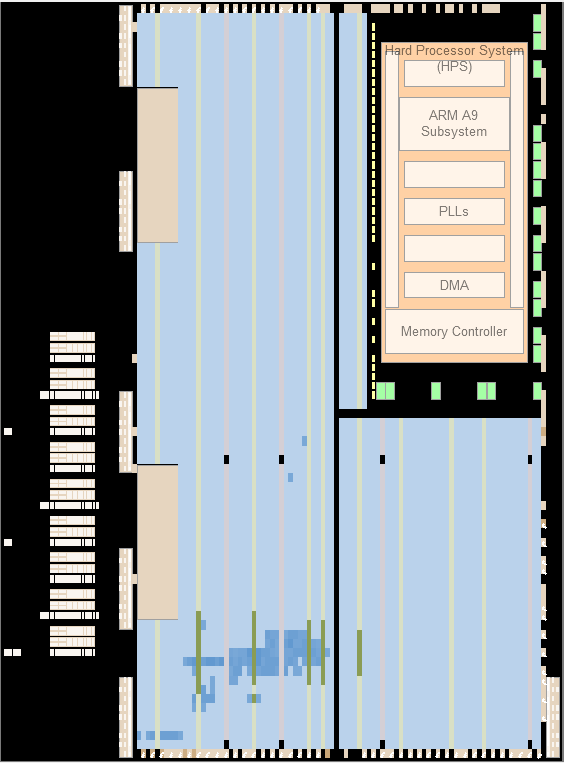 Hard Processor System
(HPS)
ARM A9
Subsystem
PLLs
DMA
Memory Controller